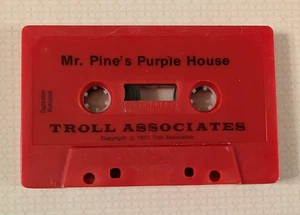 Mr. Pine's Purple House
TROLL ASSOCIATES
Copyright Troll Associates